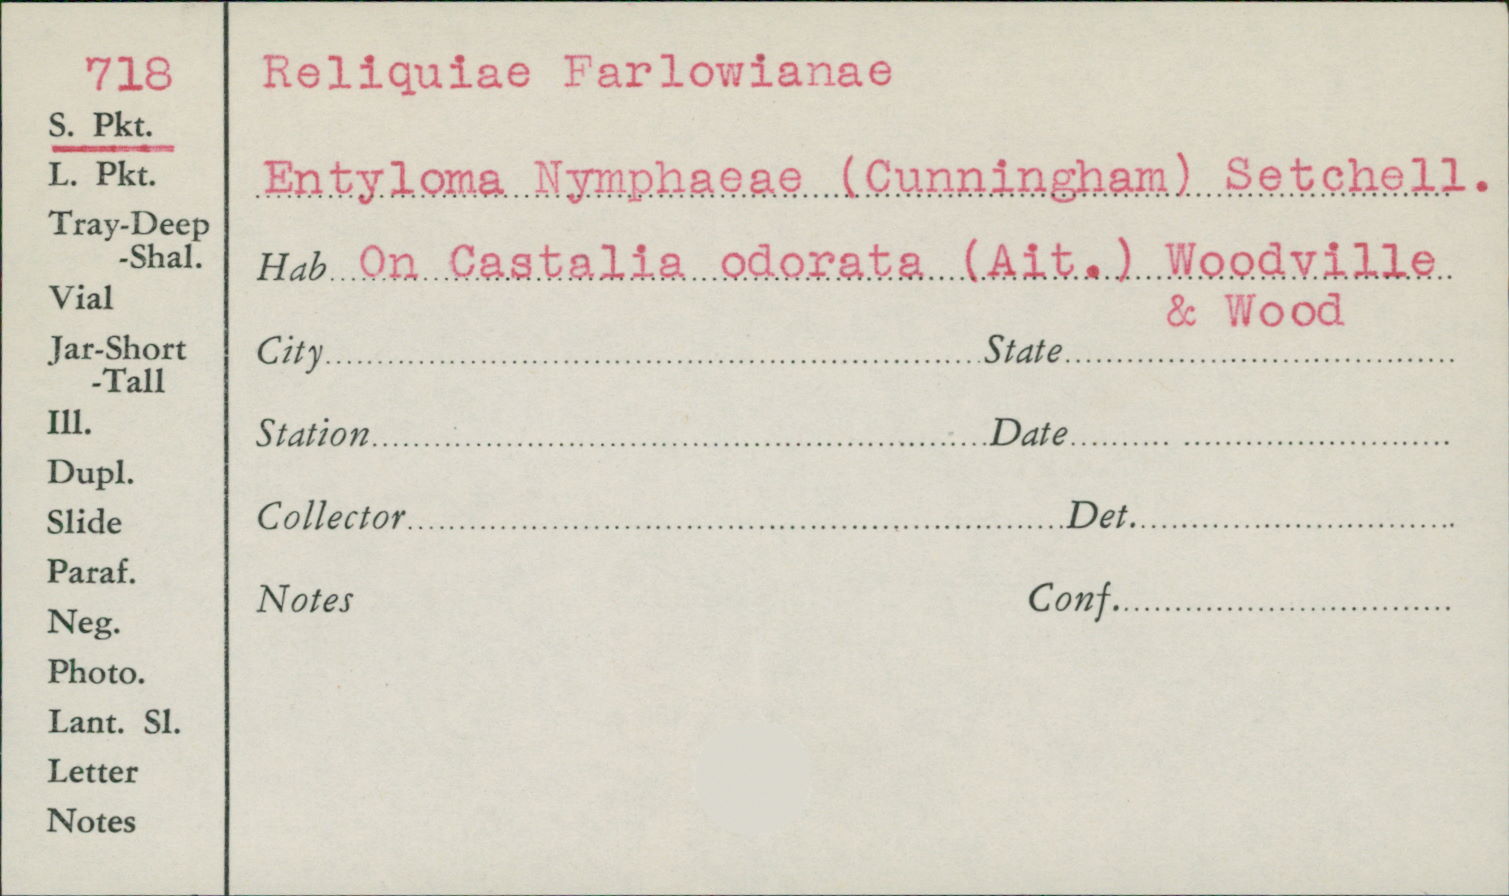 718
S. Pkt.
L. Pkt.
Tray-Deep
-Shal.
Vial
Jar-Short
-Tall
Ill.
Dupl.
Slide
Paraf.
Neg.
Photo.
Lant. Sl.
Letter
Notes
Reliquiae Farlowianae
Entyloma Nymphaeae (Cunningham) Setchell.
Hab On Castalia odorata (Ait.) Woodville
& Wood
City State
Station Date
Collector Det.
Notes Conf.